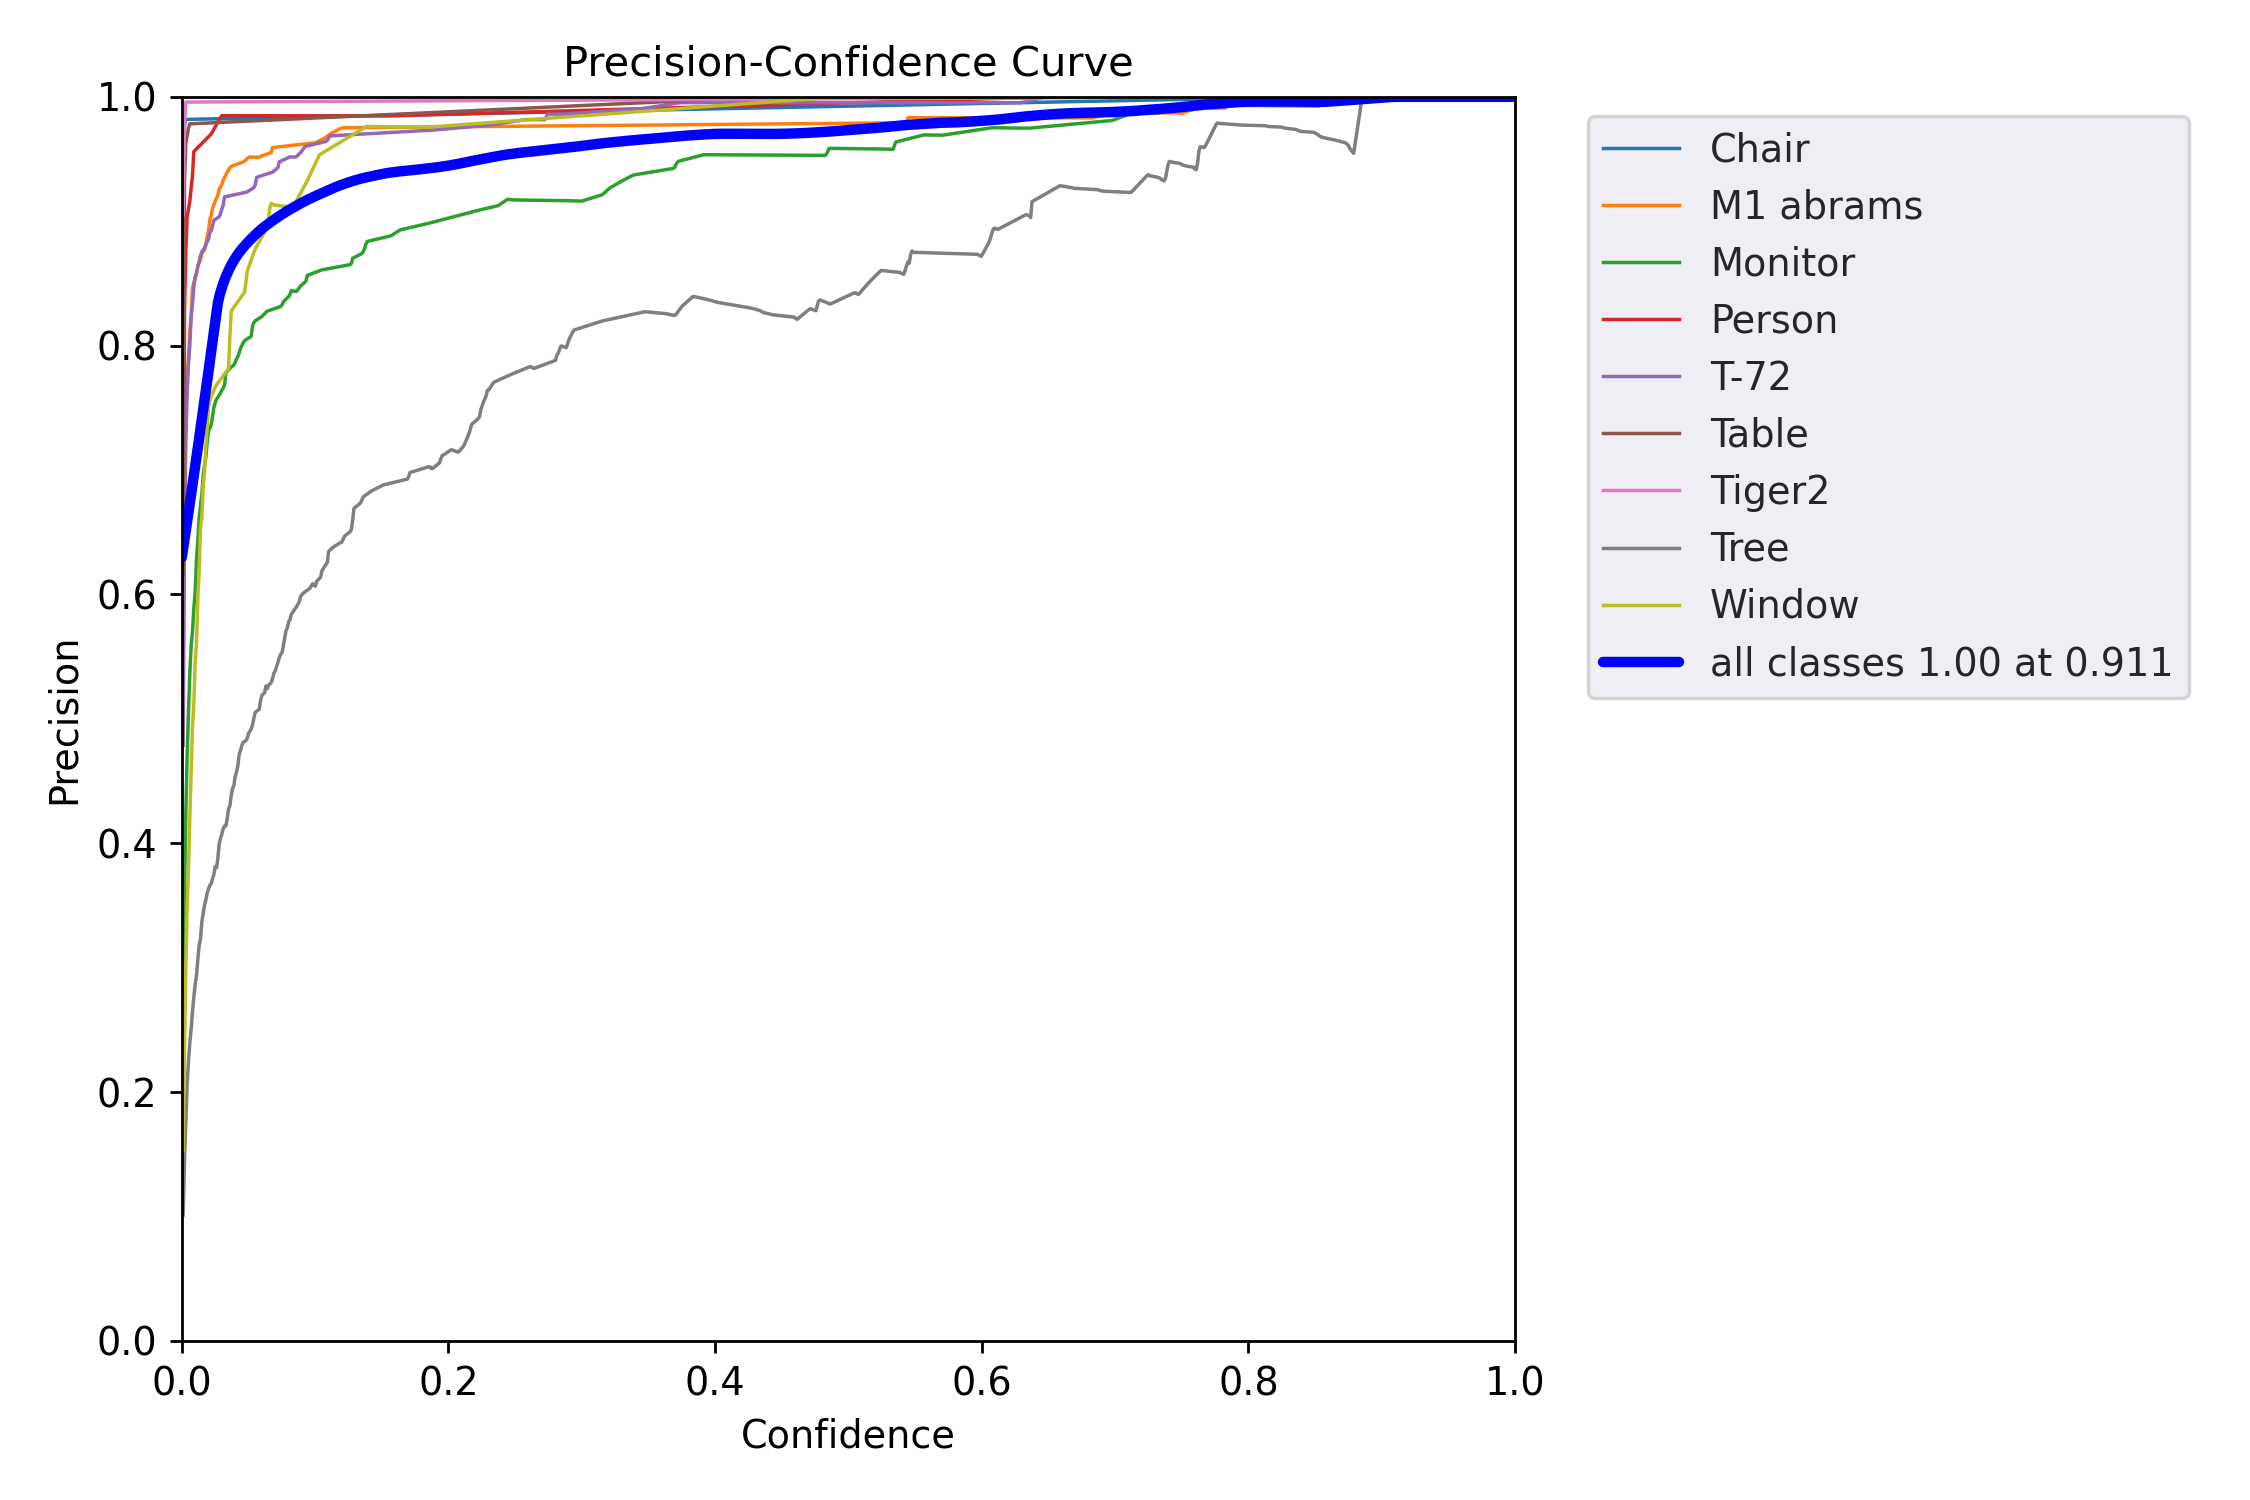 Precision-Confidence Curve
1.0
0.8
0.6
0.4
0.2
0.0
Precision
0.0 0.2 0.4 0.6 0.8 1.0
Confidence
Chair
M1 abrams
Monitor
Person
T-72
Table
Tiger2
Tree
Window
all classes 1.00 at 0.911